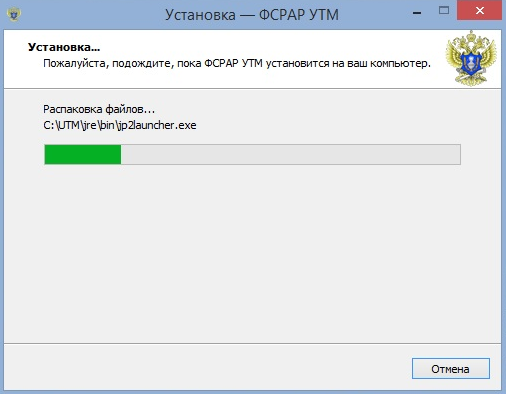 Установка — ФСРАР УТМ
Установка...
Пожалуйста, подождите, пока ФСРАР УТМ установится на ваш компьютер.
Распаковка файлов...
C:\UTM\jre\bin\jp2launcher.exe
Отмена